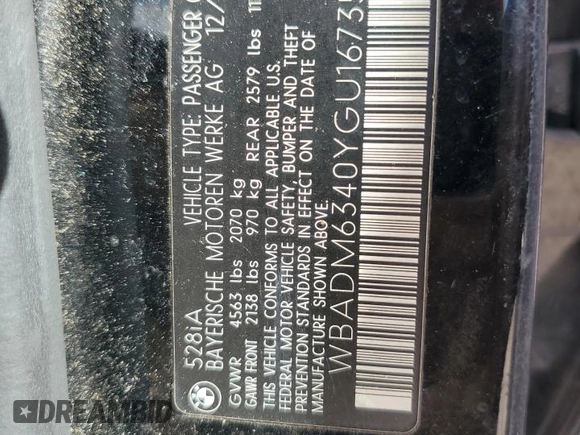 528iA VEHICLE TYPE: PASSENGER
BAYERISCHE MOTOREN WERKE AG 12/
GVWR 4563 lbs 2070 kg
GAWR FRONT 2138 lbs 970 kg REAR 2579 lbs
THIS VEHICLE CONFORMS TO ALL APPLICABLE U.S.
FEDERAL MOTOR VEHICLE SAFETY, BUMPER AND THEFT
PREVENTION STANDARDS IN EFFECT ON THE DATE OF
MANUFACTURE SHOWN ABOVE.
WBADM6340YGU1673
BMW
DREAMBID